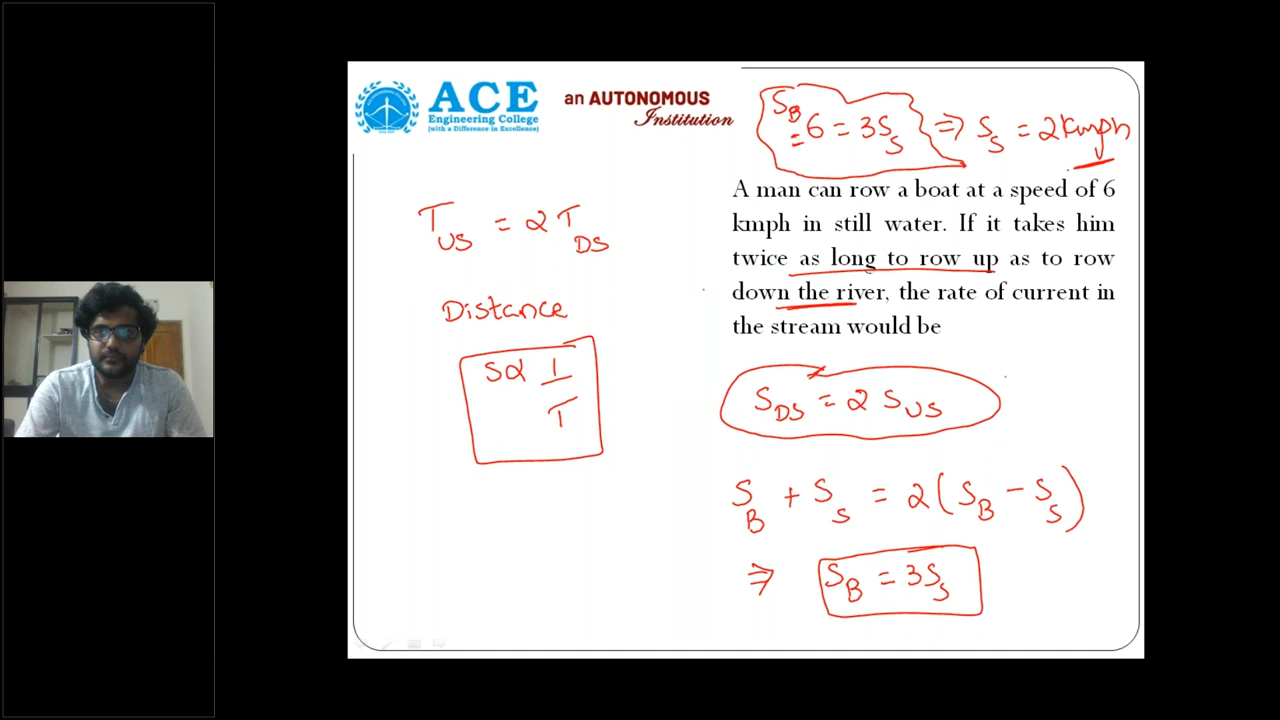 ACE
Engineering College
(with a Difference in Excellence)
an AUTONOMOUS
Institution
S_B = 6 = 3S_S ⇒ S_S = 2 kmph
A man can row a boat at a speed of 6
kmph in still water. If it takes him
twice as long to row up as to row
down the river, the rate of current in
the stream would be
T_US = 2 T_DS
Distance
S α 1/T
S_DS = 2 S_US
S_B + S_S = 2(S_B - S_S)
⇒ S_B = 3S_S